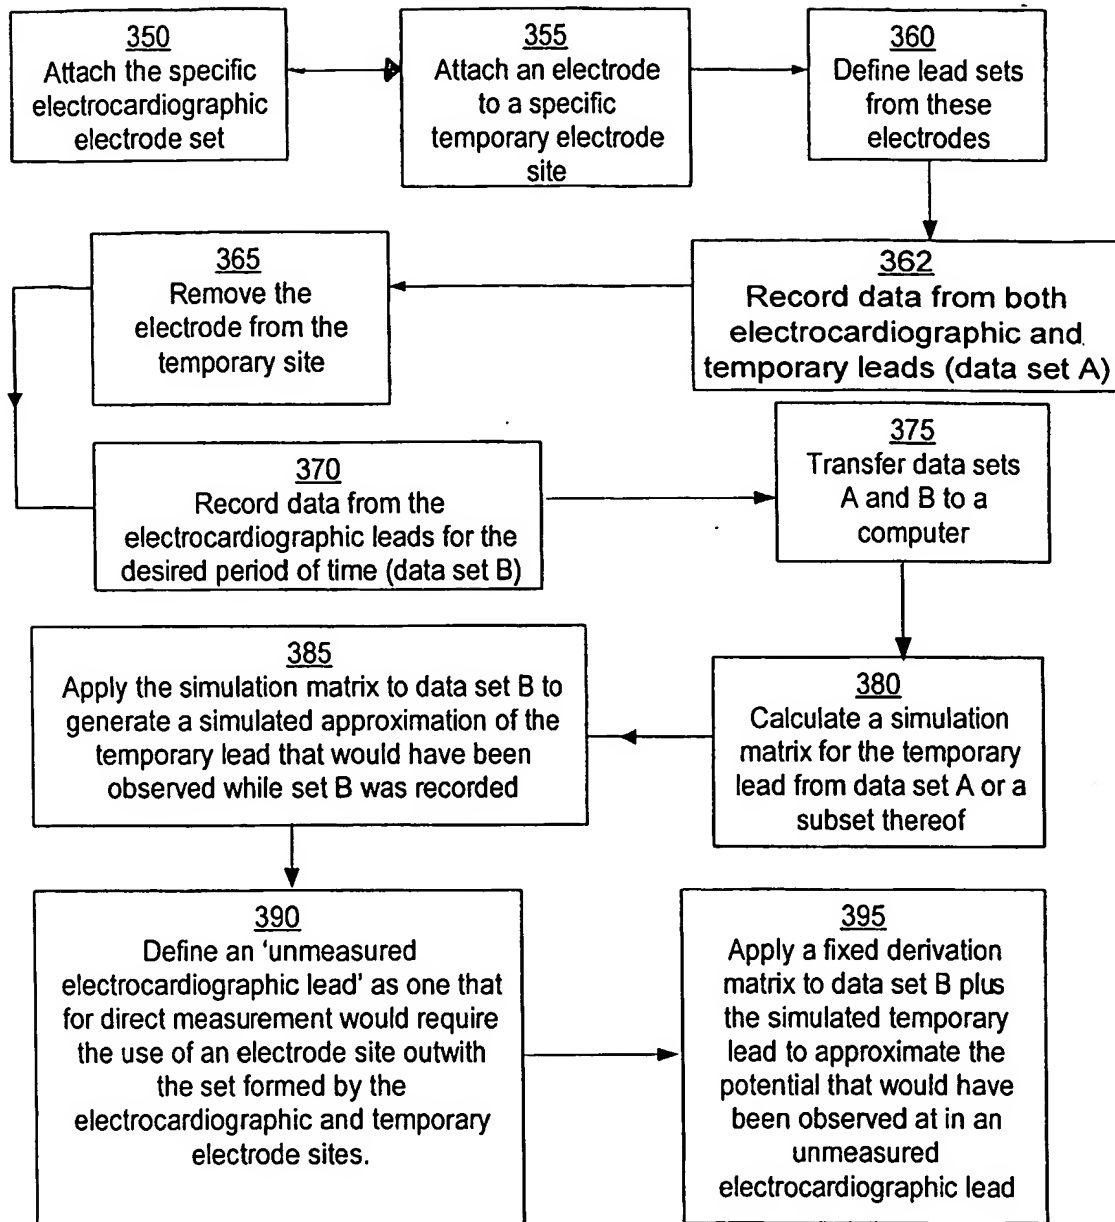 350
Attach the specific
electrocardiographic
electrode set
355
Attach an electrode
to a specific
temporary electrode
site
360
Define lead sets
from these
electrodes
362
Record data from both
electrocardiographic and
temporary leads (data set A)
365
Remove the
electrode from the
temporary site
370
Record data from the
electrocardiographic leads for the
desired period of time (data set B)
375
Transfer data sets
A and B to a
computer
380
Calculate a simulation
matrix for the temporary
lead from data set A or a
subset thereof
385
Apply the simulation matrix to data set B to
generate a simulated approximation of the
temporary lead that would have been
observed while set B was recorded
390
Define an 'unmeasured
electrocardiographic lead' as one that
for direct measurement would require
the use of an electrode site outwith
the set formed by the
electrocardiographic and temporary
electrode sites.
395
Apply a fixed derivation
matrix to data set B plus
the simulated temporary
lead to approximate the
potential that would have
been observed at in an
unmeasured
electrocardiographic lead